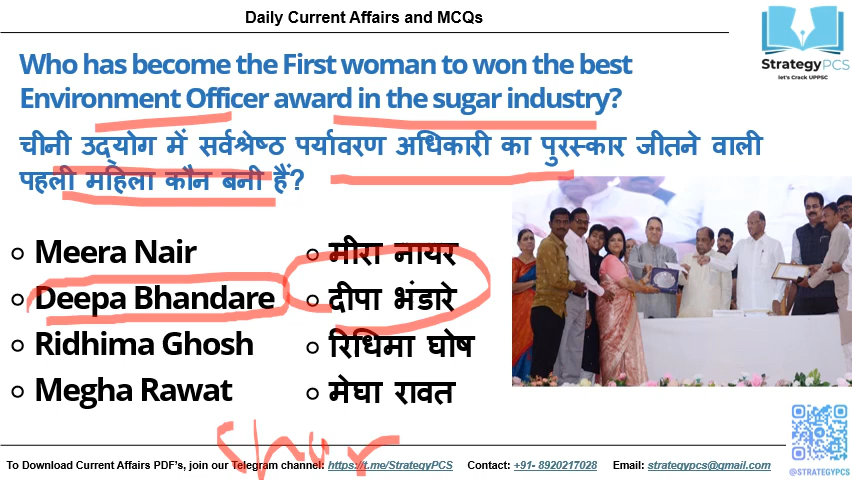 Daily Current Affairs and MCQs
StrategyPCS
let's Crack UPPSC
Who has become the First woman to won the best
Environment Officer award in the sugar industry?
चीनी उद्योग में सर्वश्रेष्ठ पर्यावरण अधिकारी का पुरस्कार जीतने वाली
पहली महिला कौन बनी हैं?
Meera Nair
Deepa Bhandare
Ridhima Ghosh
Megha Rawat
मीरा नायर
दीपा भंडारे
रिधिमा घोष
मेघा रावत
To Download Current Affairs PDF's, join our Telegram channel: https://t.me/StrategyPCS Contact: +91- 8920217028 Email: strategypcs@gmail.com
@STRATEGYPCS